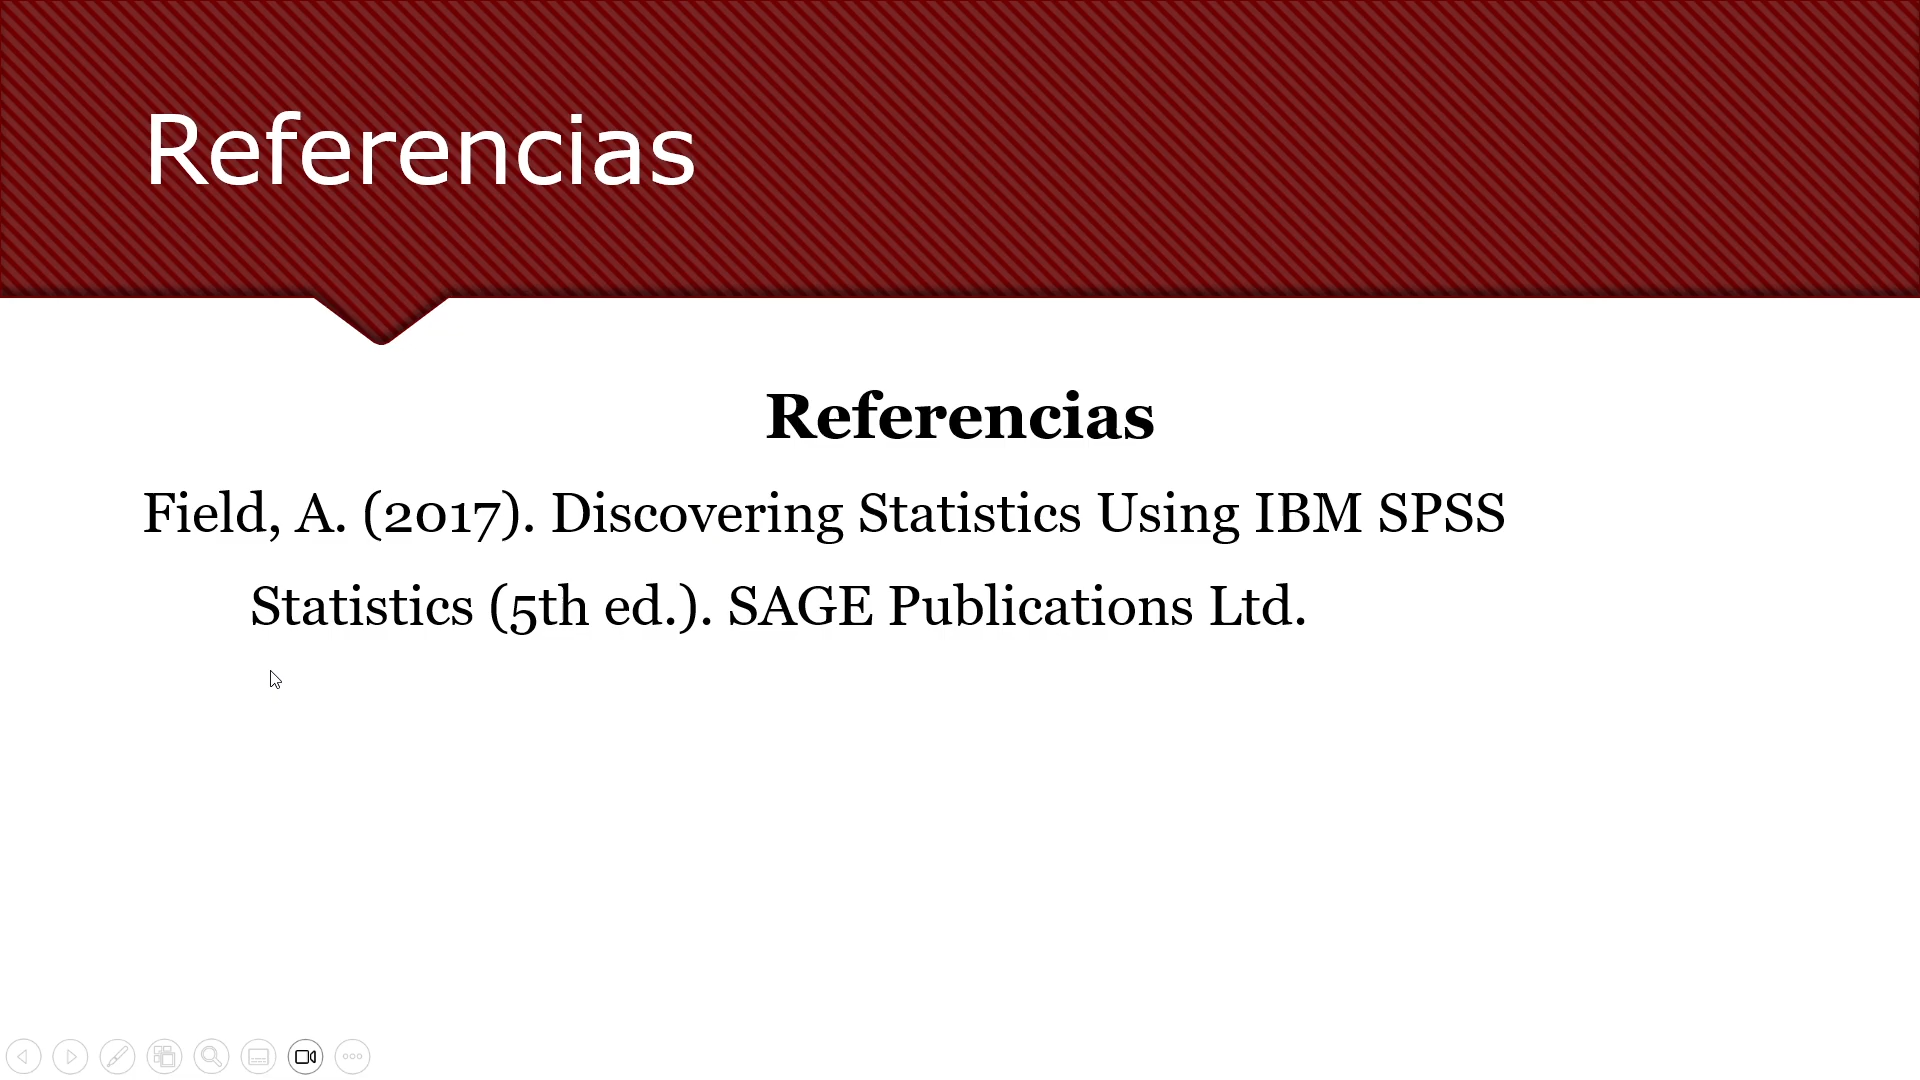 Referencias
Referencias
Field, A. (2017). Discovering Statistics Using IBM SPSS
Statistics (5th ed.). SAGE Publications Ltd.